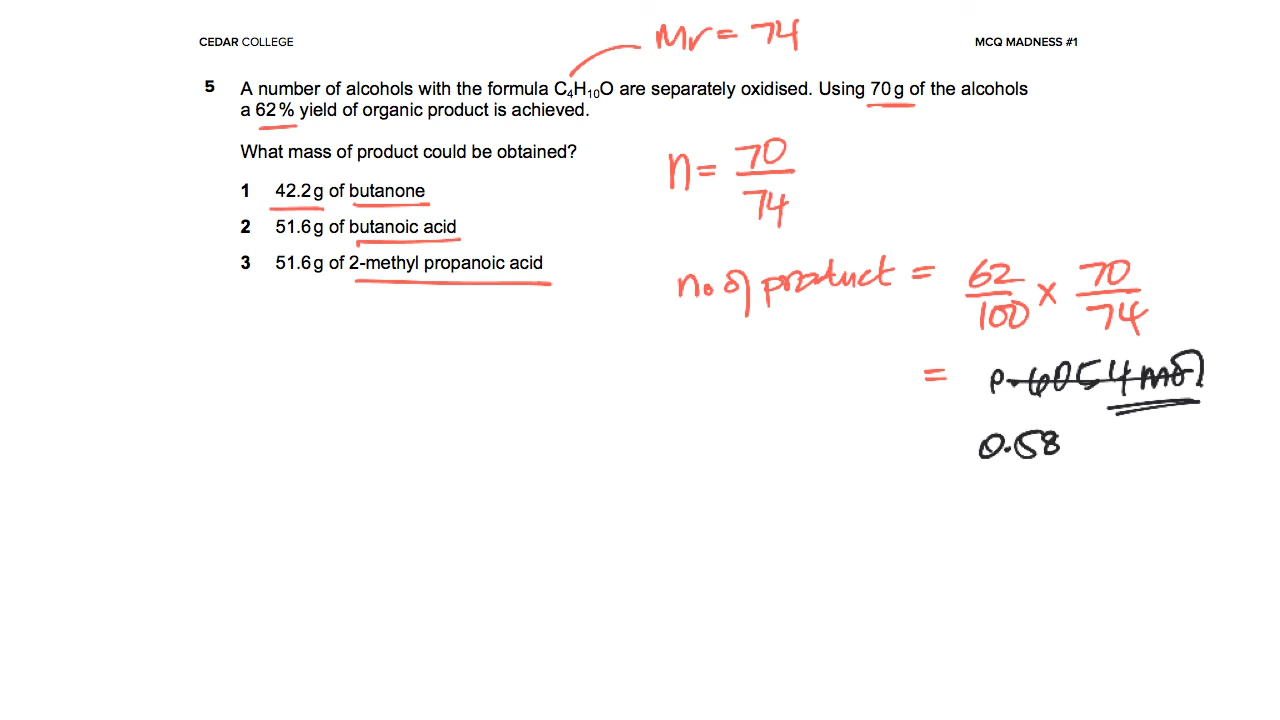 CEDAR COLLEGE
MCQ MADNESS #1
Mr = 74
5 A number of alcohols with the formula C₄H₁₀O are separately oxidised. Using 70 g of the alcohols
a 62 % yield of organic product is achieved.
What mass of product could be obtained?
1 42.2 g of butanone
2 51.6 g of butanoic acid
3 51.6 g of 2-methyl propanoic acid
n = 70/74
n. of product = 62/100 × 70/74
= 0.6054 mol
0.58